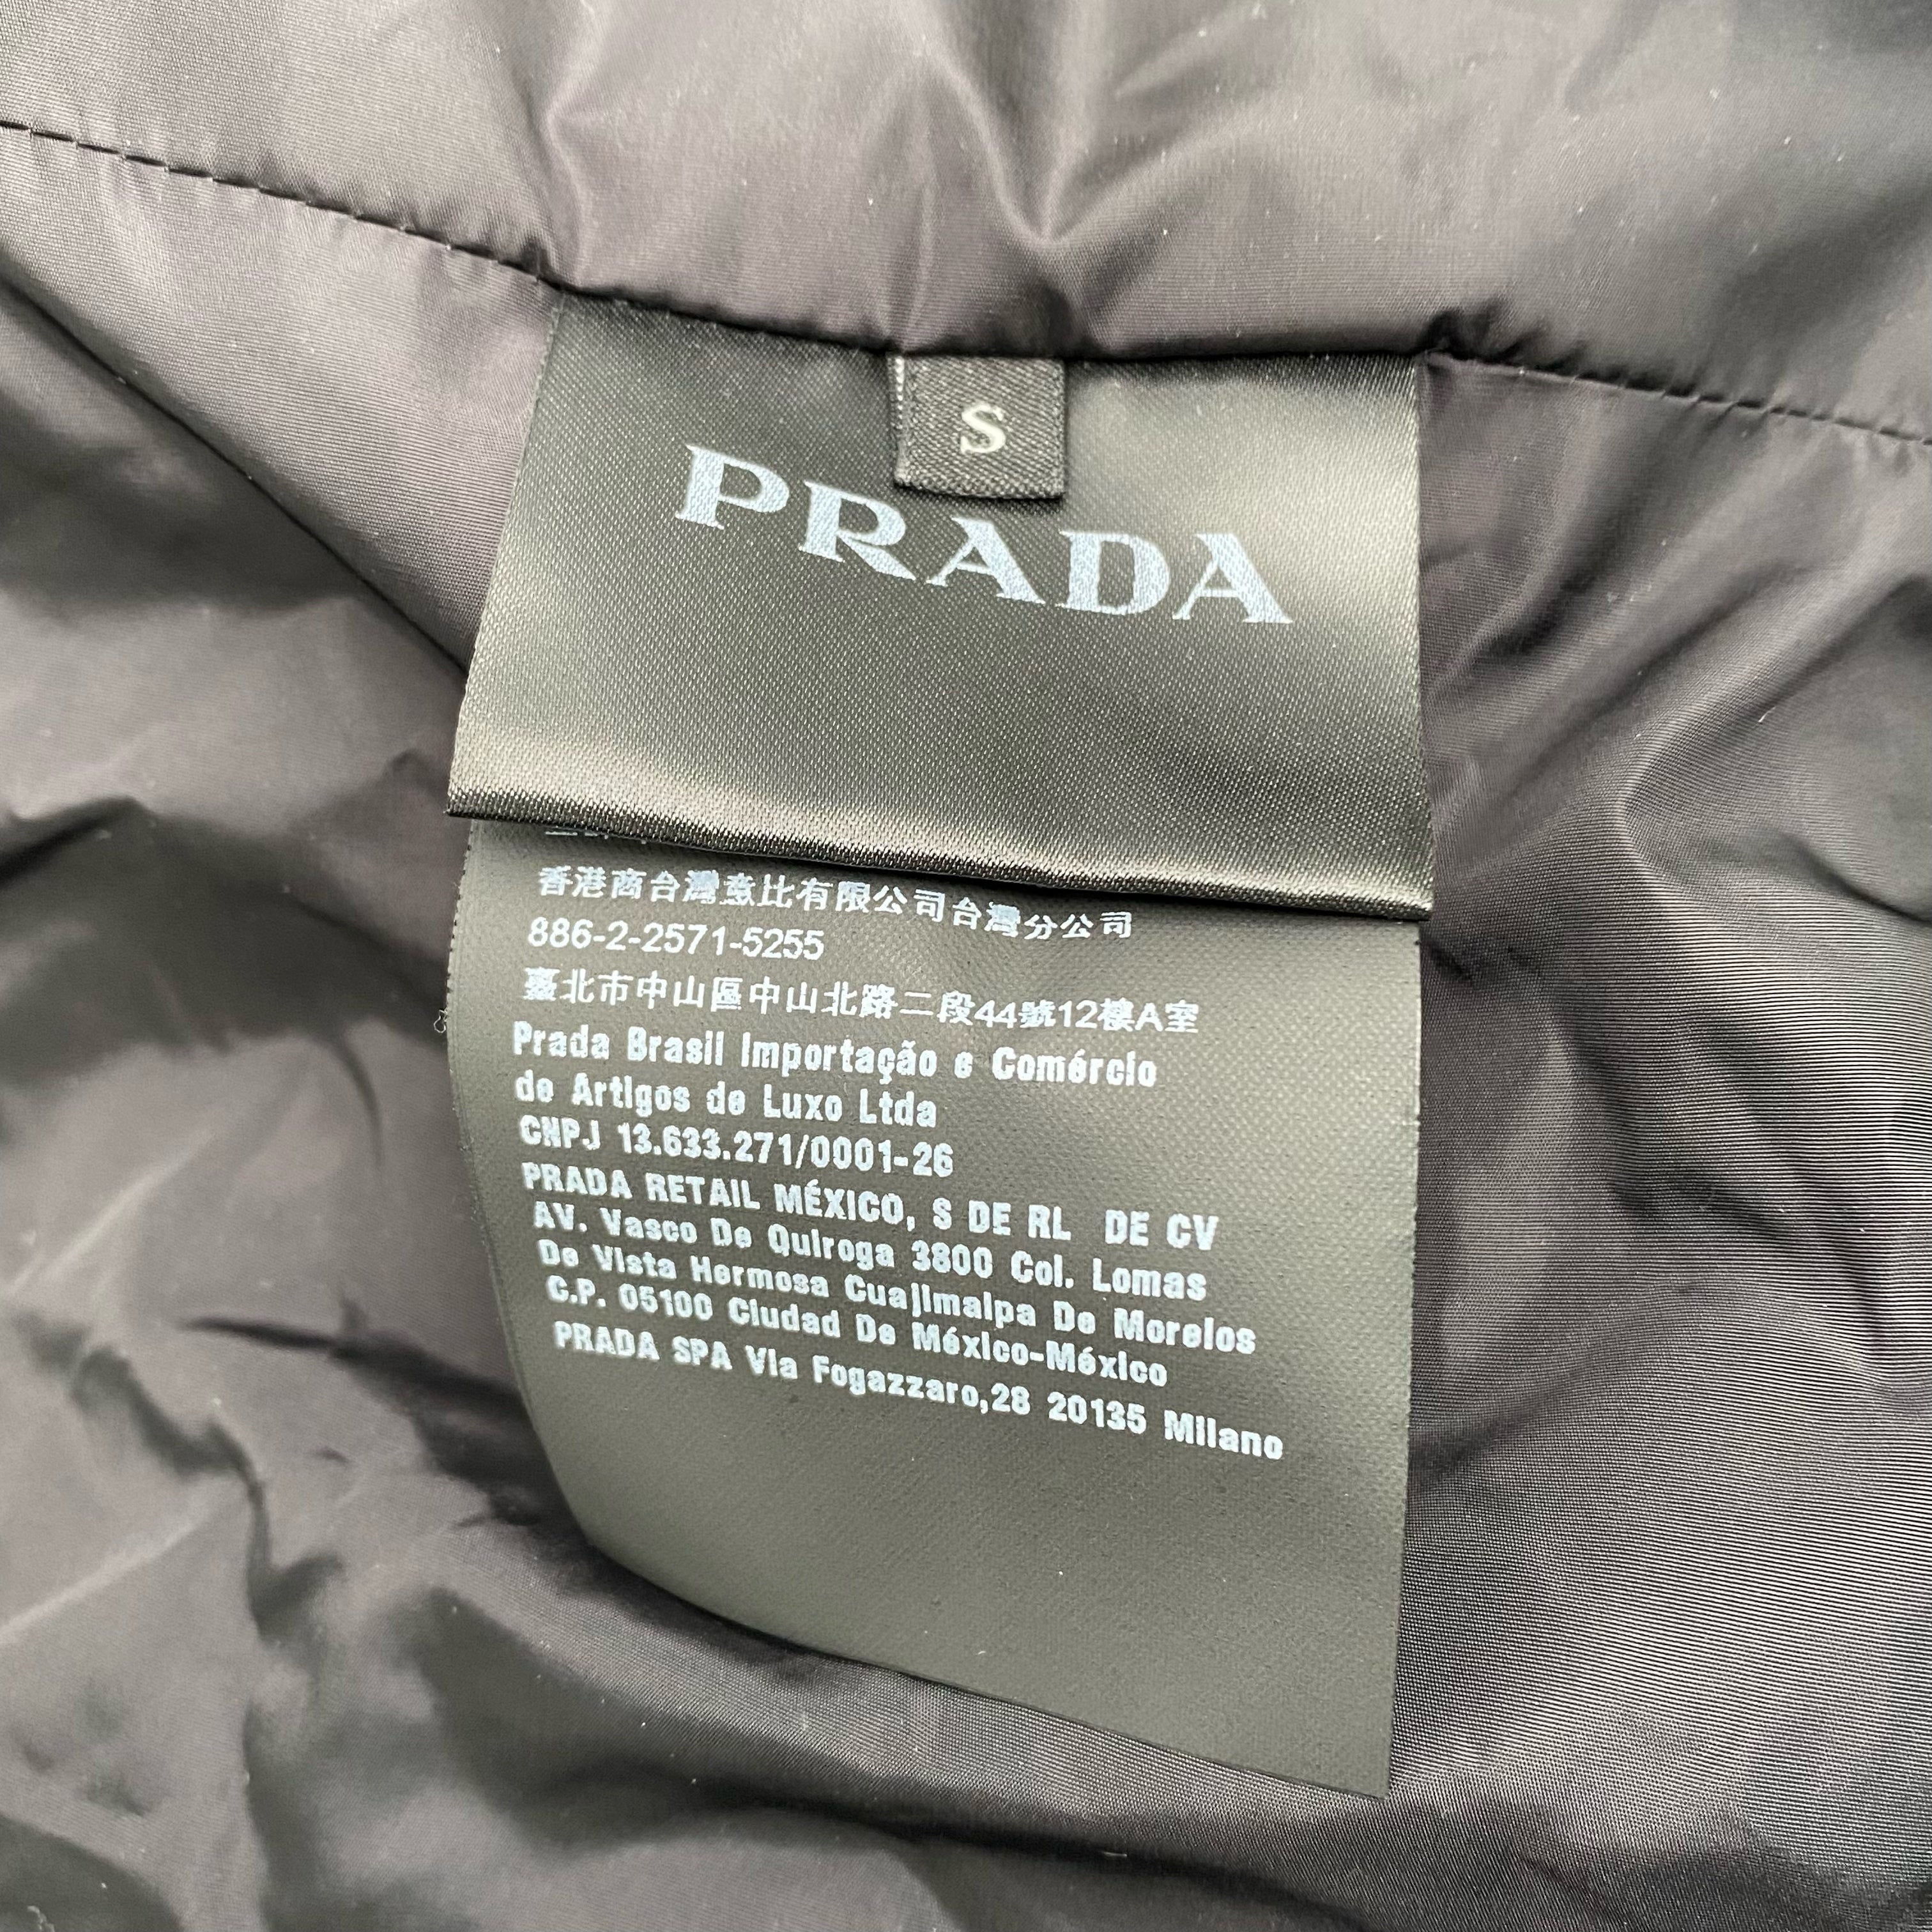 S
PRADA
香港商台灣意比有限公司台灣分公司
886-2-2571-5255
臺北市中山區中山北路二段44號12樓A室
Prada Brasil Importação e Comércio
de Artigos de Luxo Ltda
CNPJ 13.633.271/0001-26
PRADA RETAIL MÉXICO, S DE RL DE CV
AV. Vasco De Quiroga 3800 Col. Lomas
De Vista Hermosa Cuajimalpa De Morelos
C.P. 05100 Ciudad De México-México
PRADA SPA Via Fogazzaro,28 20135 Milano